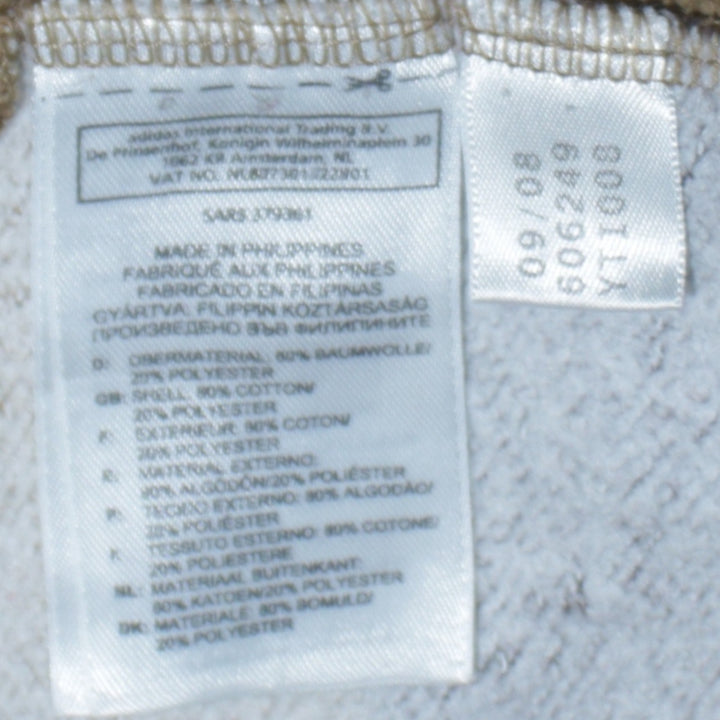 adidas International Trading B.V.
De Prinsenhof, Konigin Wilhelminaplein 30
1062 KR Amsterdam, NL
VAT NO.
SARS 379361
MADE IN PHILIPPINES
FABRIQUÉ AUX PHILIPPINES
FABRICADO EN FILIPINAS
GYÁRTVA: FILIPPIN KÖZTÁRSASÁG
ПРОИЗВЕДЕНО ВЪВ ФИЛИПИНИТЕ
D: OBERMATERIAL: 80% BAUMWOLLE/
20% POLYESTER
GB: SHELL: 80% COTTON/
20% POLYESTER
F: EXTERIEUR: 80% COTON/
20% POLYESTER
E: MATERIAL EXTERNO:
80% ALGODÓN/20% POLIÉSTER
P: TECIDO EXTERNO: 80% ALGODÃO/
20% POLIÉSTER
I: TESSUTO ESTERNO: 80% COTONE/
20% POLIESTERE
NL: MATERIAAL BUITENKANT:
80% KATOEN/20% POLYESTER
DK: MATERIALE: 80% BOMULD/
20% POLYESTER
09/08
606249
YTI008